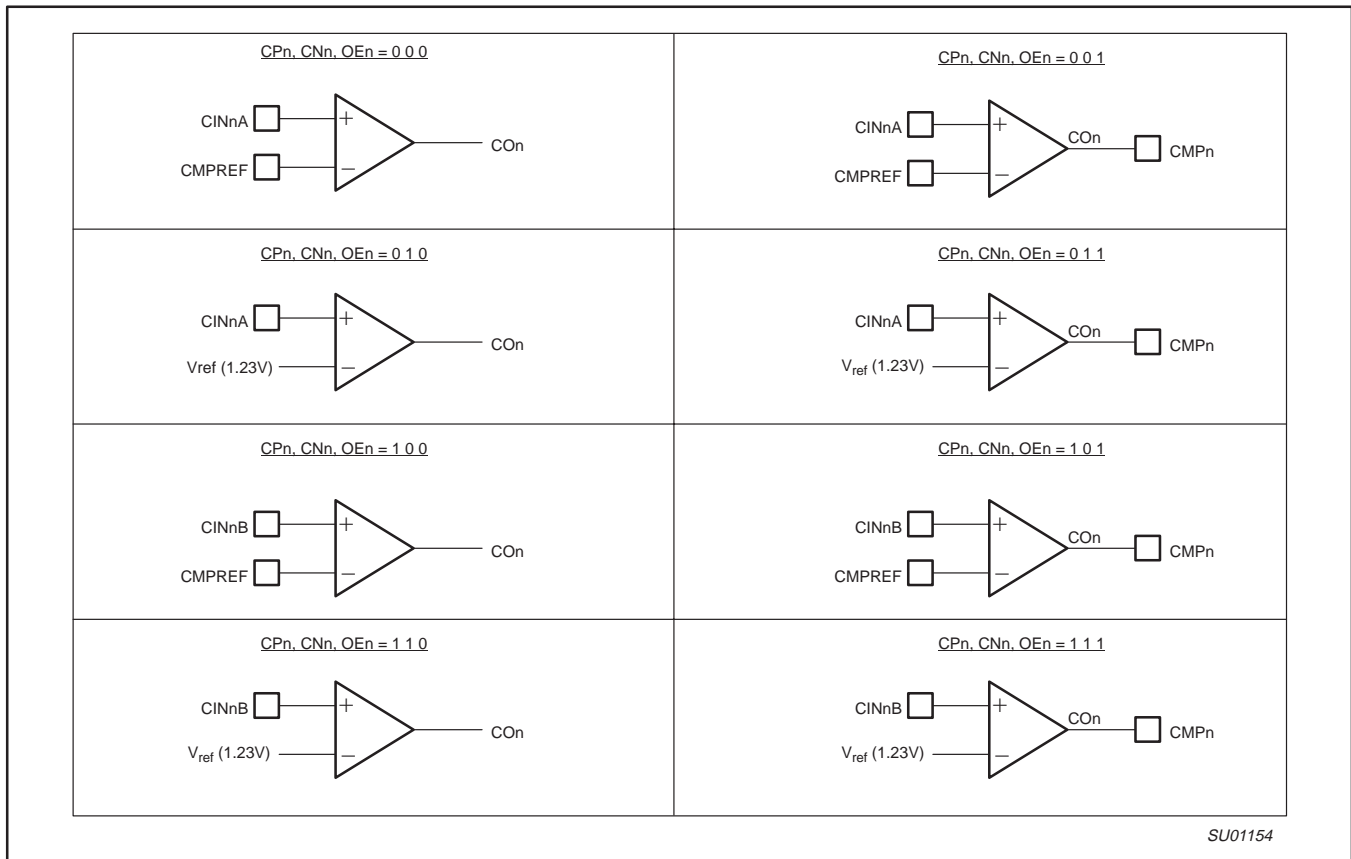 CPn, CNn, OEn = 0 0 0
CINnA
+
CMPREF
−
COn
CPn, CNn, OEn = 0 0 1
CINnA
+
CMPREF
−
COn
CMPn
CPn, CNn, OEn = 0 1 0
CINnA
+
Vref (1.23V)
−
COn
CPn, CNn, OEn = 0 1 1
CINnA
+
Vref (1.23V)
−
COn
CMPn
CPn, CNn, OEn = 1 0 0
CINnB
+
CMPREF
−
COn
CPn, CNn, OEn = 1 0 1
CINnB
+
CMPREF
−
COn
CMPn
CPn, CNn, OEn = 1 1 0
CINnB
+
Vref (1.23V)
−
COn
CPn, CNn, OEn = 1 1 1
CINnB
+
Vref (1.23V)
−
COn
CMPn
SU01154